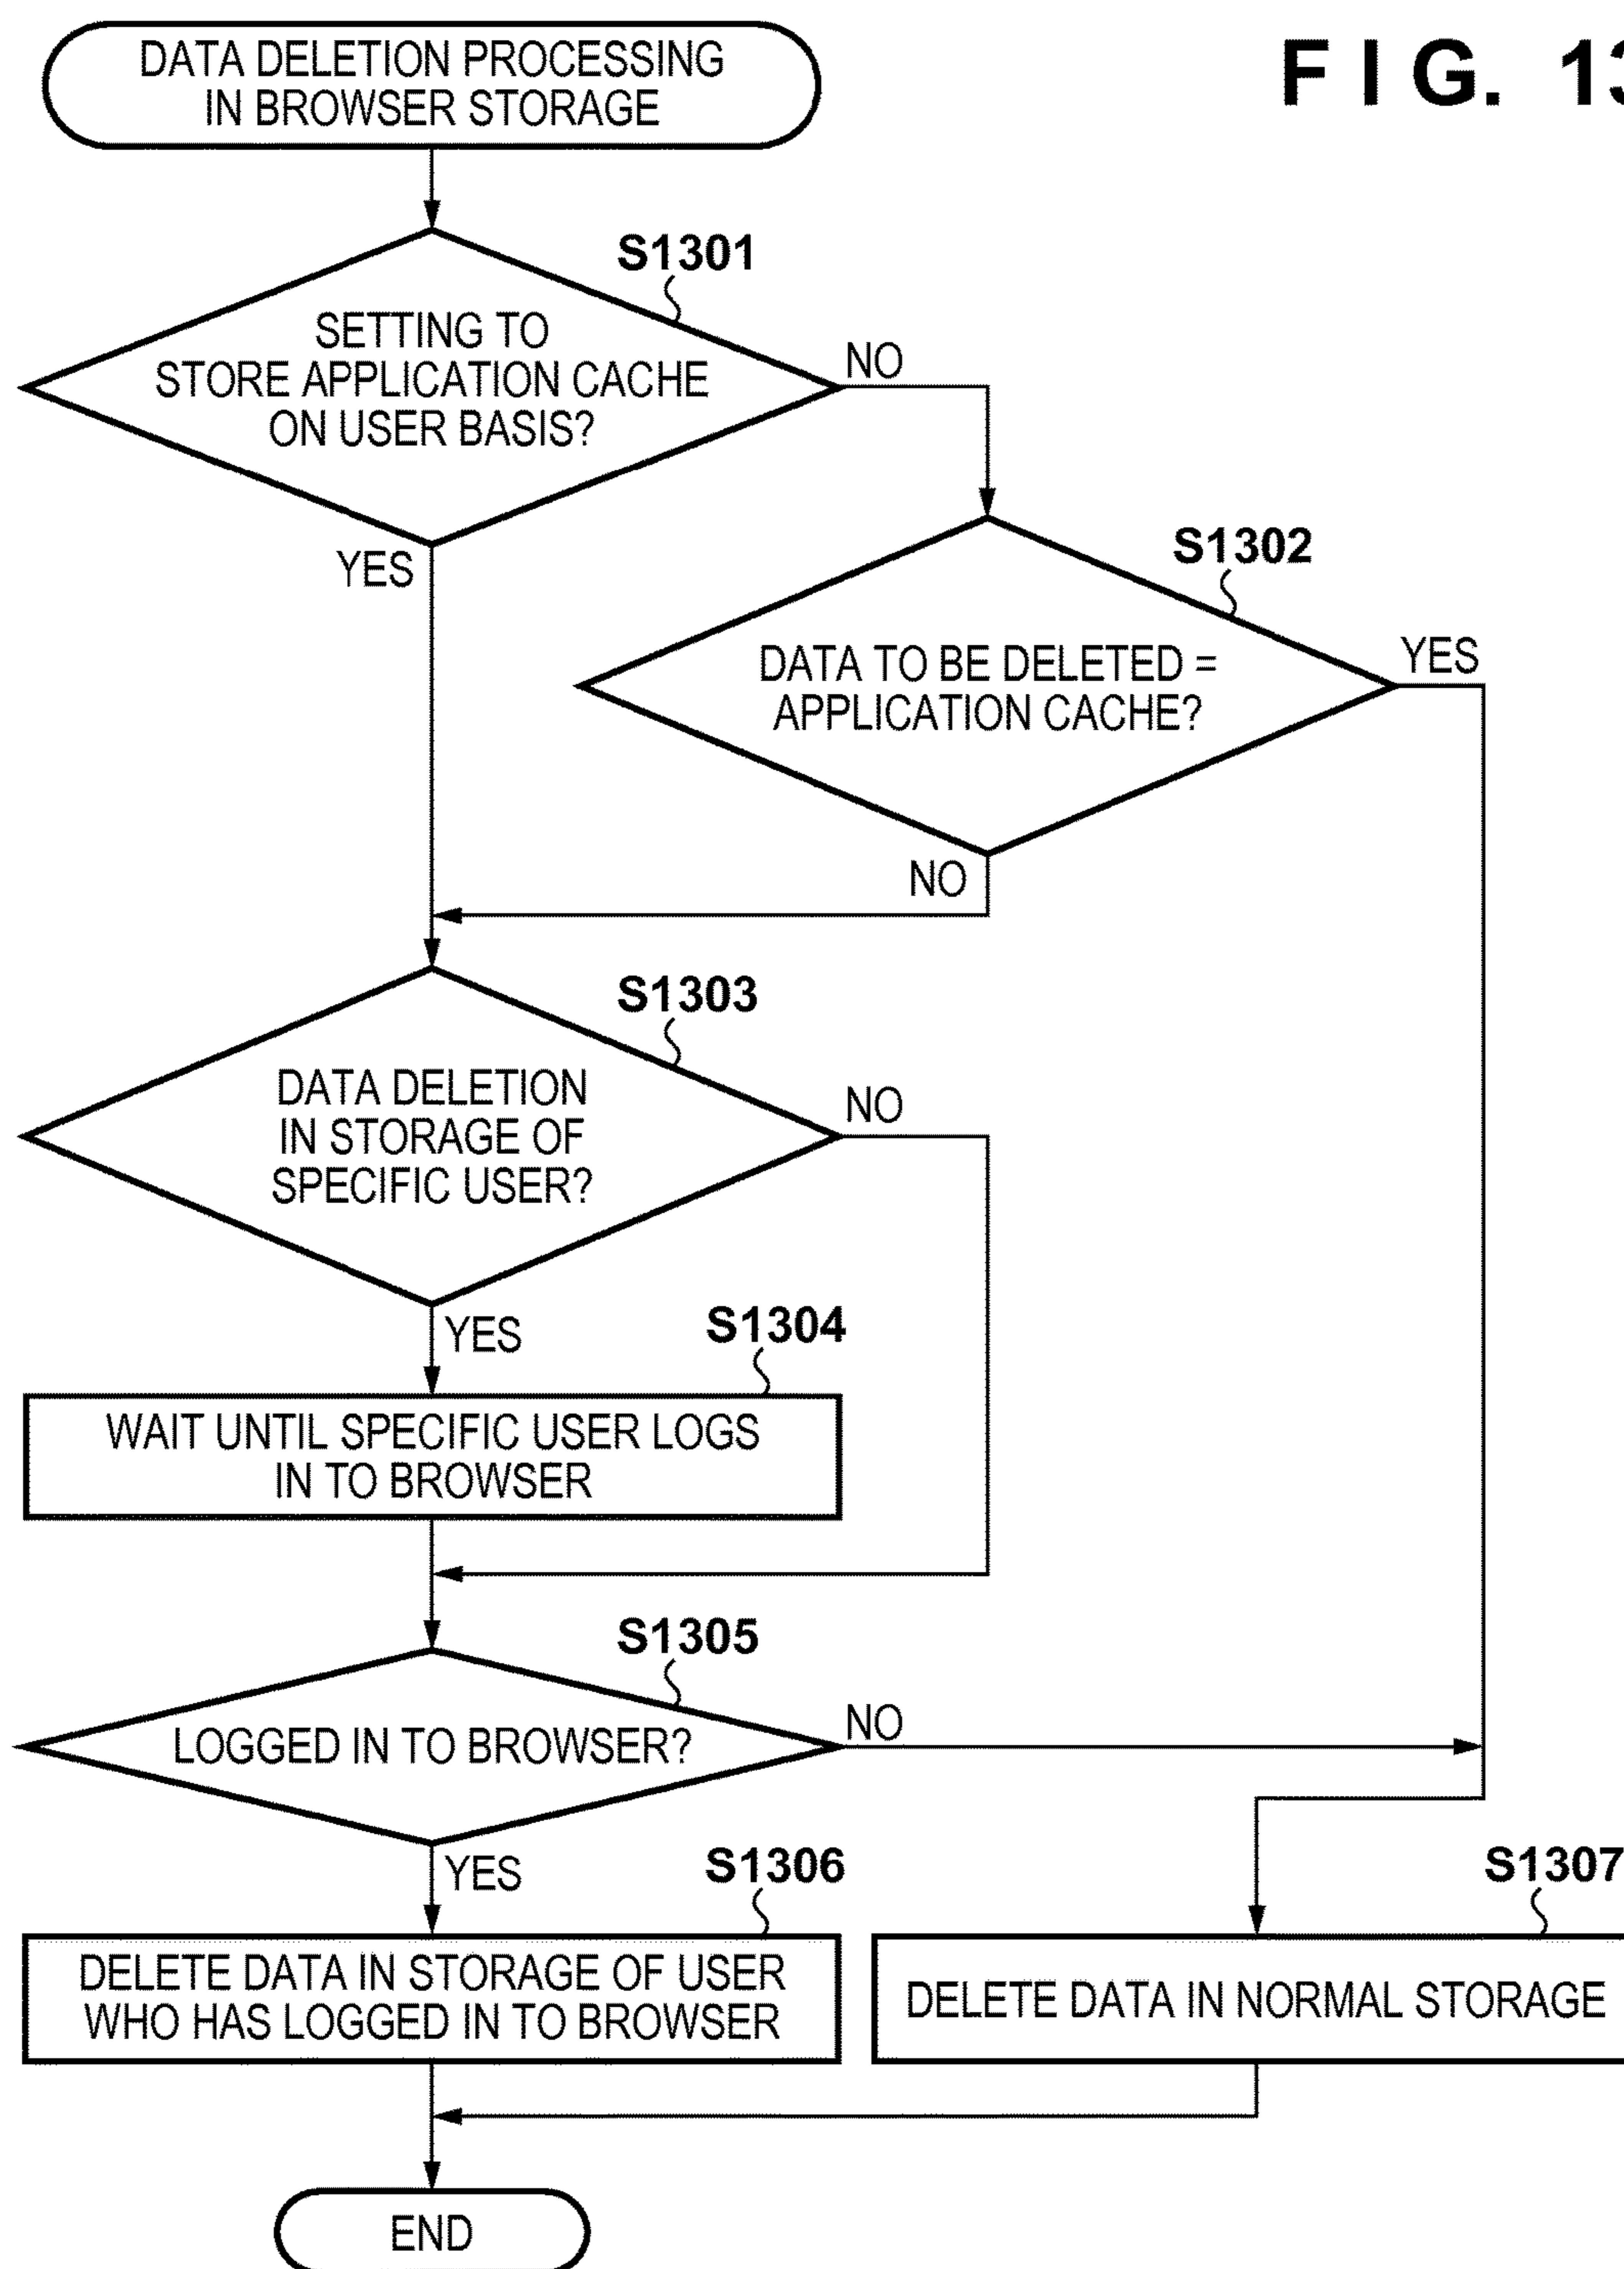 DATA DELETION PROCESSING
IN BROWSER STORAGE
FIG. 13
S1301
SETTING TO
STORE APPLICATION CACHE
ON USER BASIS?
NO
YES
S1302
DATA TO BE DELETED =
APPLICATION CACHE?
YES
NO
S1303
DATA DELETION
IN STORAGE OF
SPECIFIC USER?
NO
YES
S1304
WAIT UNTIL SPECIFIC USER LOGS
IN TO BROWSER
S1305
LOGGED IN TO BROWSER?
NO
YES
S1306
DELETE DATA IN STORAGE OF USER
WHO HAS LOGGED IN TO BROWSER
S1307
DELETE DATA IN NORMAL STORAGE
END